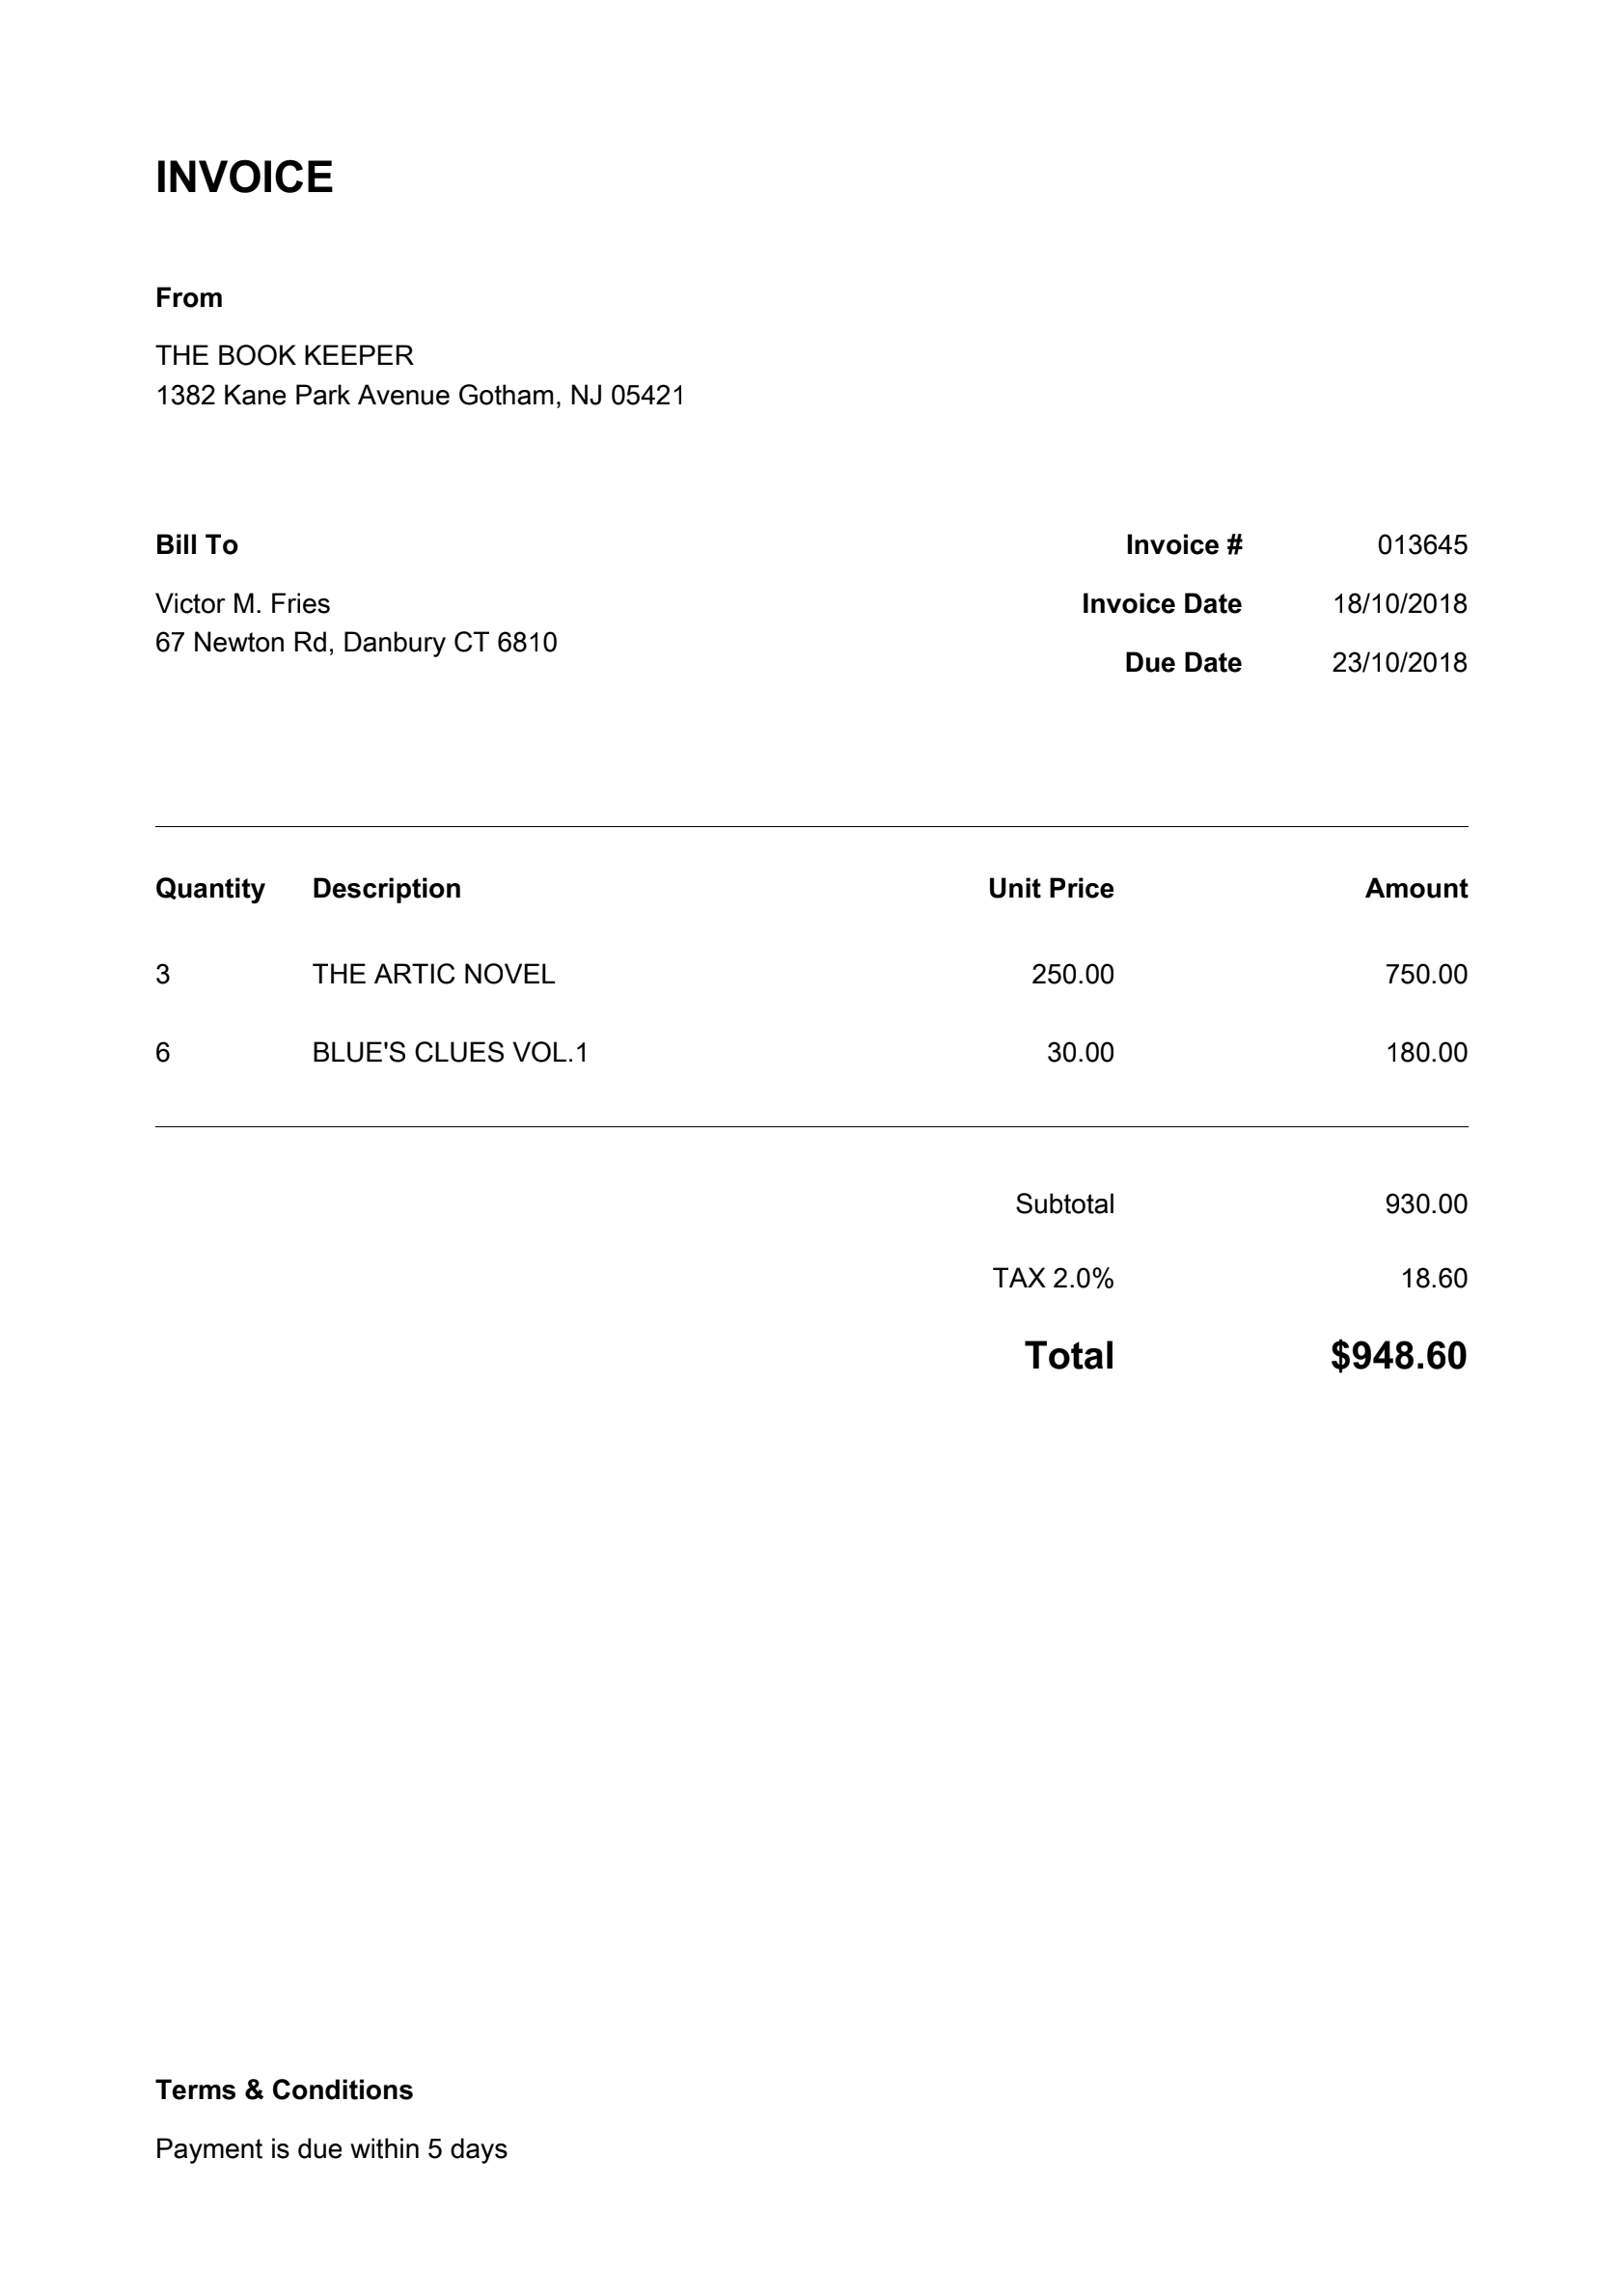 INVOICE
From
THE BOOK KEEPER
1382 Kane Park Avenue Gotham, NJ 05421
Bill To
Victor M. Fries
67 Newton Rd, Danbury CT 6810
Invoice # 013645
Invoice Date 18/10/2018
Due Date 23/10/2018
Quantity Description Unit Price Amount
3 THE ARTIC NOVEL 250.00 750.00
6 BLUE'S CLUES VOL.1 30.00 180.00
Subtotal 930.00
TAX 2.0% 18.60
Total $948.60
Terms & Conditions
Payment is due within 5 days